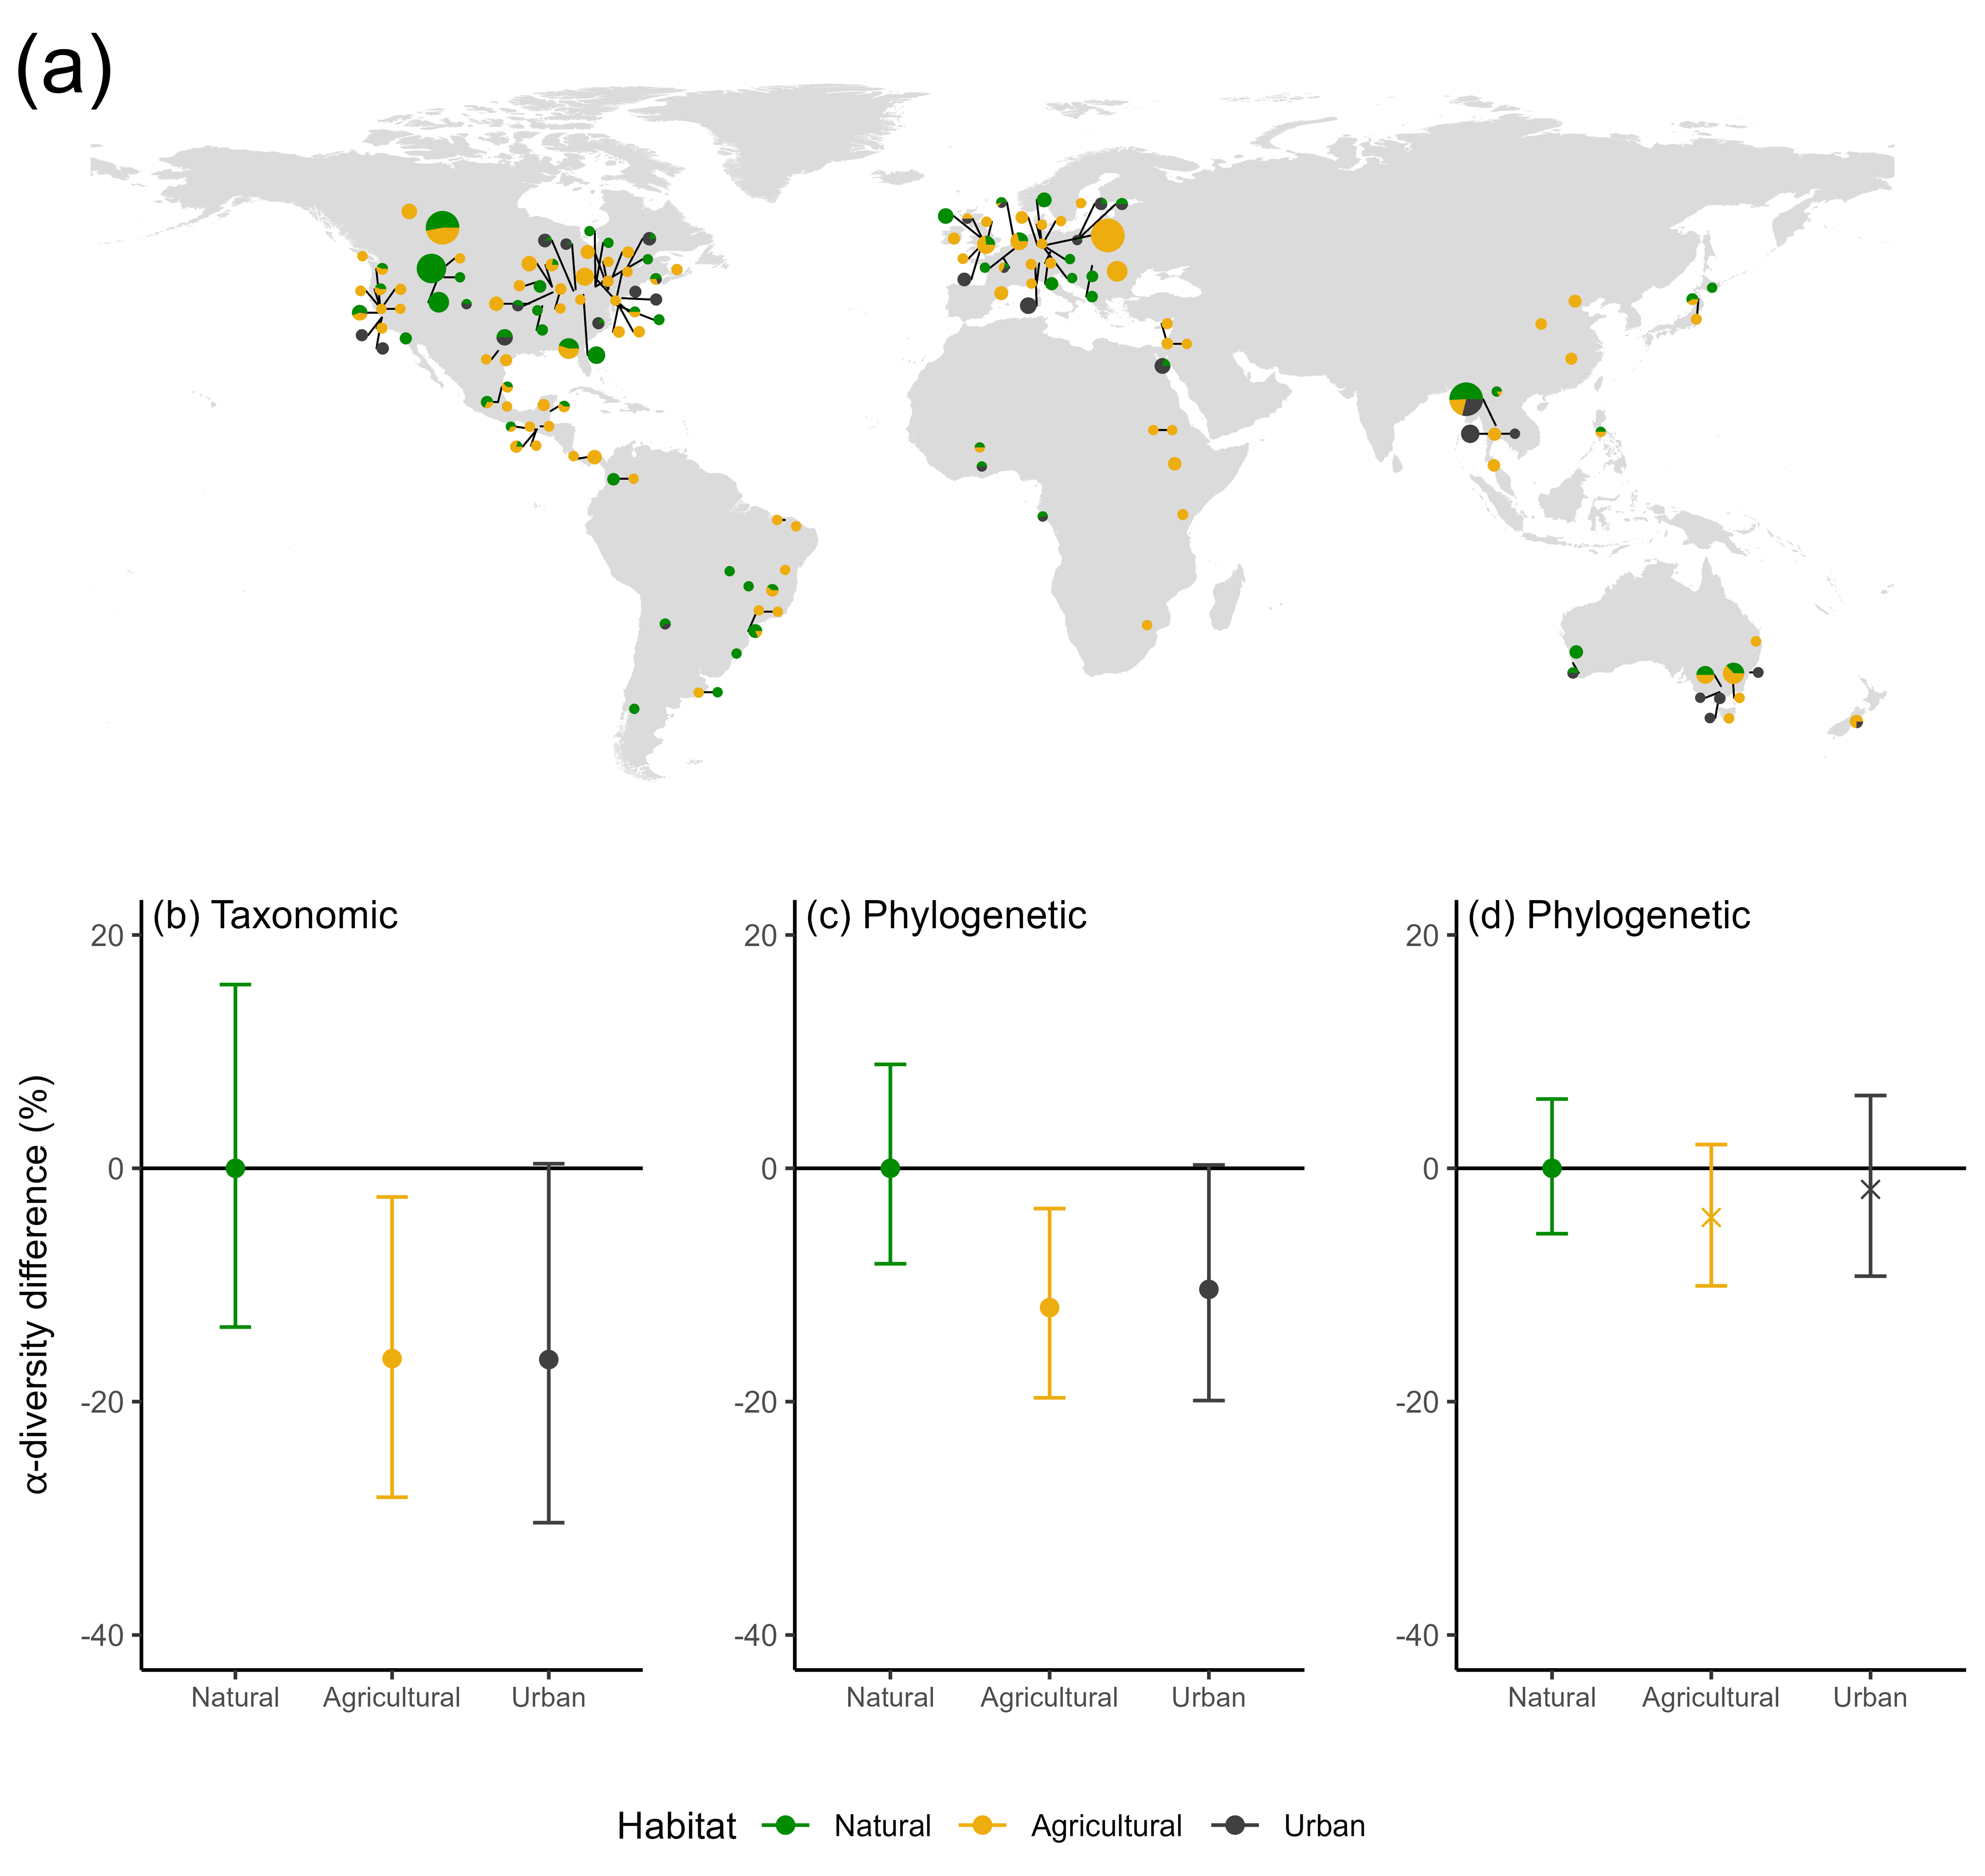 (a)
(b) Taxonomic
(c) Phylogenetic
(d) Phylogenetic
α-diversity difference (%)
20
0
-20
-40
Natural Agricultural Urban
20
0
-20
-40
Natural Agricultural Urban
20
0
-20
-40
Natural Agricultural Urban
Habitat Natural Agricultural Urban